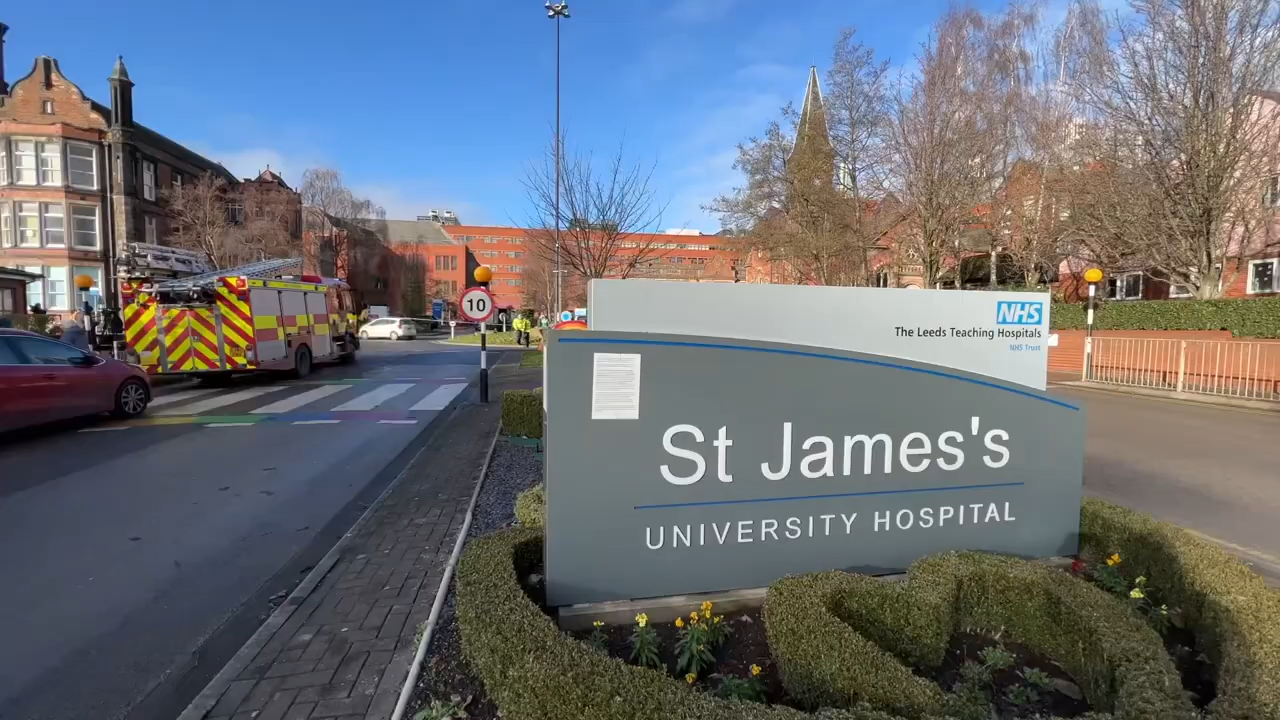 10
NHS
The Leeds Teaching Hospitals
NHS Trust
St James's
UNIVERSITY HOSPITAL